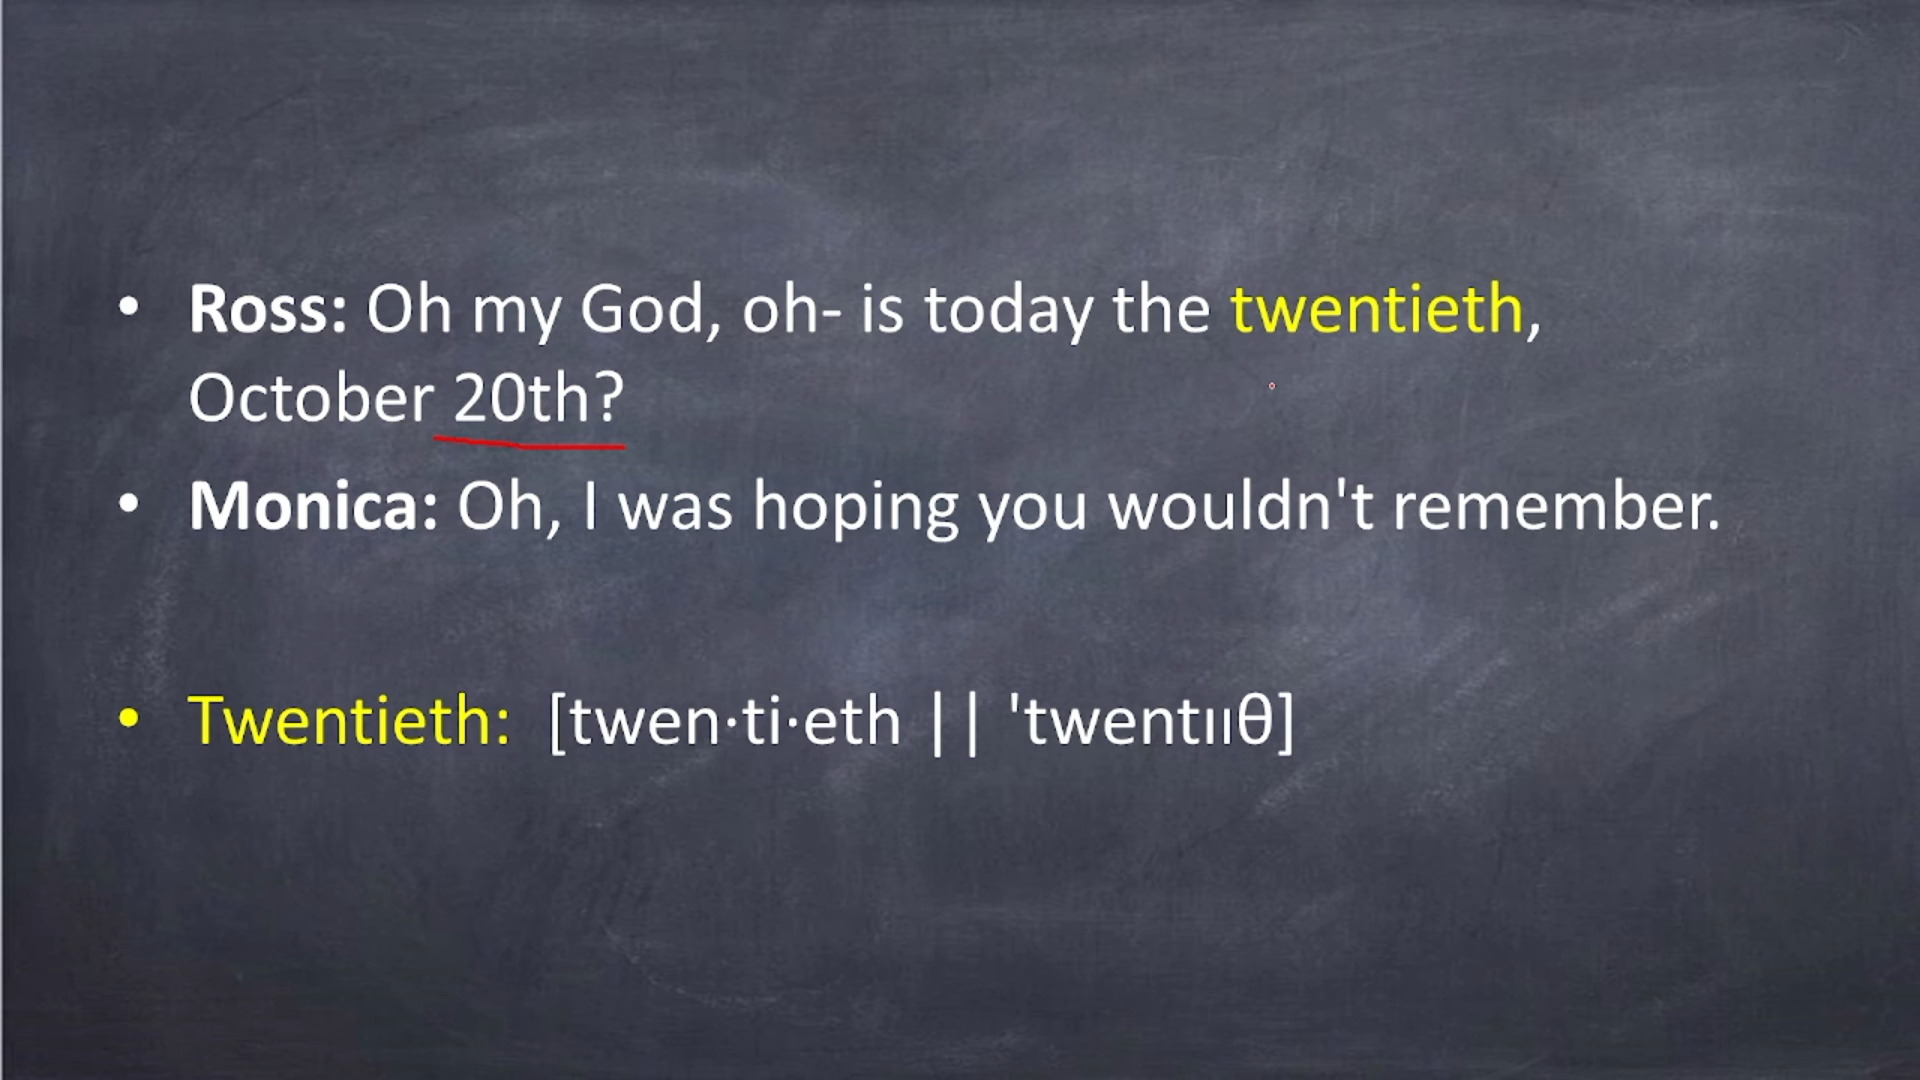 • Ross: Oh my God, oh- is today the twentieth,
October 20th?
• Monica: Oh, I was hoping you wouldn't remember.
• Twentieth: [twen·ti·eth || 'twentııθ]